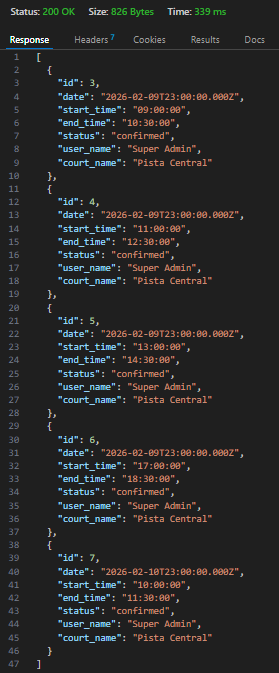 Status: 200 OK Size: 826 Bytes Time: 339 ms
Response Headers 7 Cookies Results Docs
1 [
2 {
3 "id": 3,
4 "date": "2026-02-09T23:00:00.000Z",
5 "start_time": "09:00:00",
6 "end_time": "10:30:00",
7 "status": "confirmed",
8 "user_name": "Super Admin",
9 "court_name": "Pista Central"
10 },
11 {
12 "id": 4,
13 "date": "2026-02-09T23:00:00.000Z",
14 "start_time": "11:00:00",
15 "end_time": "12:30:00",
16 "status": "confirmed",
17 "user_name": "Super Admin",
18 "court_name": "Pista Central"
19 },
20 {
21 "id": 5,
22 "date": "2026-02-09T23:00:00.000Z",
23 "start_time": "13:00:00",
24 "end_time": "14:30:00",
25 "status": "confirmed",
26 "user_name": "Super Admin",
27 "court_name": "Pista Central"
28 },
29 {
30 "id": 6,
31 "date": "2026-02-09T23:00:00.000Z",
32 "start_time": "17:00:00",
33 "end_time": "18:30:00",
34 "status": "confirmed",
35 "user_name": "Super Admin",
36 "court_name": "Pista Central"
37 },
38 {
39 "id": 7,
40 "date": "2026-02-10T23:00:00.000Z",
41 "start_time": "10:00:00",
42 "end_time": "11:30:00",
43 "status": "confirmed",
44 "user_name": "Super Admin",
45 "court_name": "Pista Central"
46 }
47 ]